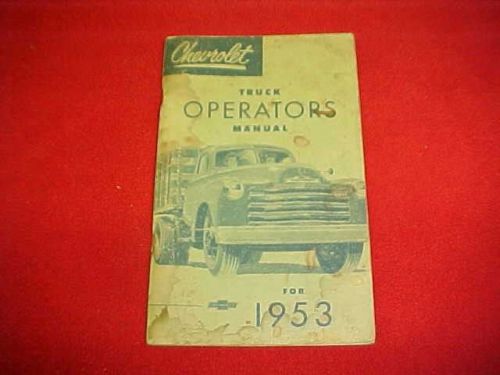 Chevrolet
TRUCK
OPERATORS
MANUAL
FOR
1953